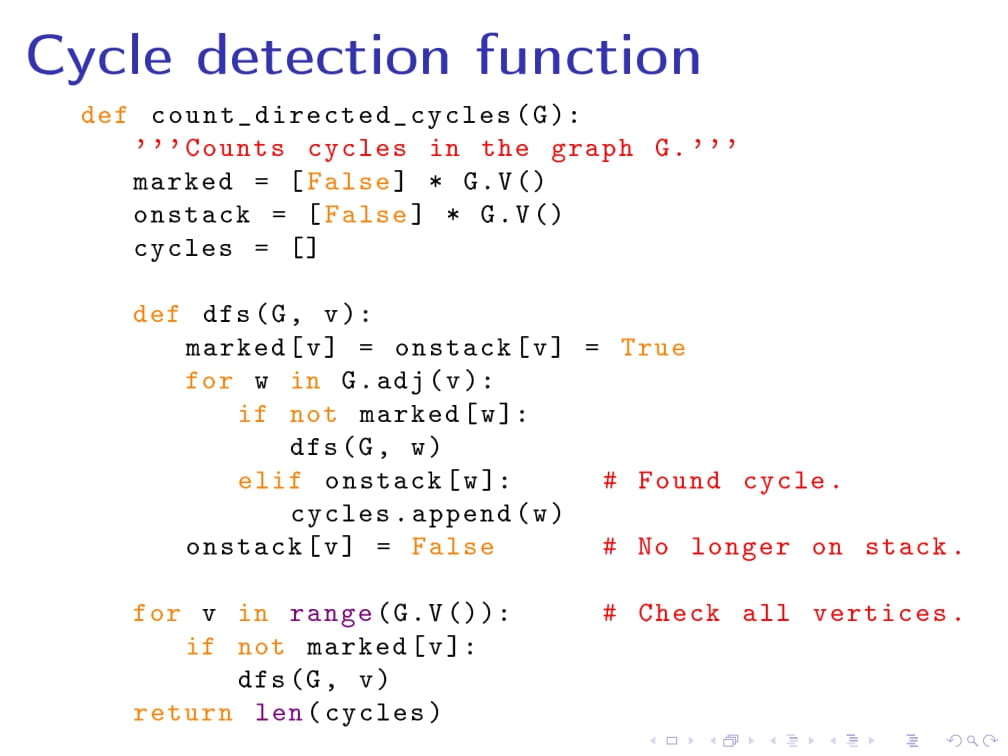 Cycle detection function
def count_directed_cycles(G):
    '''Counts cycles in the graph G.'''
    marked = [False] * G.V()
    onstack = [False] * G.V()
    cycles = []
    def dfs(G, v):
        marked[v] = onstack[v] = True
        for w in G.adj(v):
            if not marked[w]:
                dfs(G, w)
            elif onstack[w]:     # Found cycle.
                cycles.append(w)
        onstack[v] = False      # No longer on stack.
    for v in range(G.V()):     # Check all vertices.
        if not marked[v]:
            dfs(G, v)
    return len(cycles)